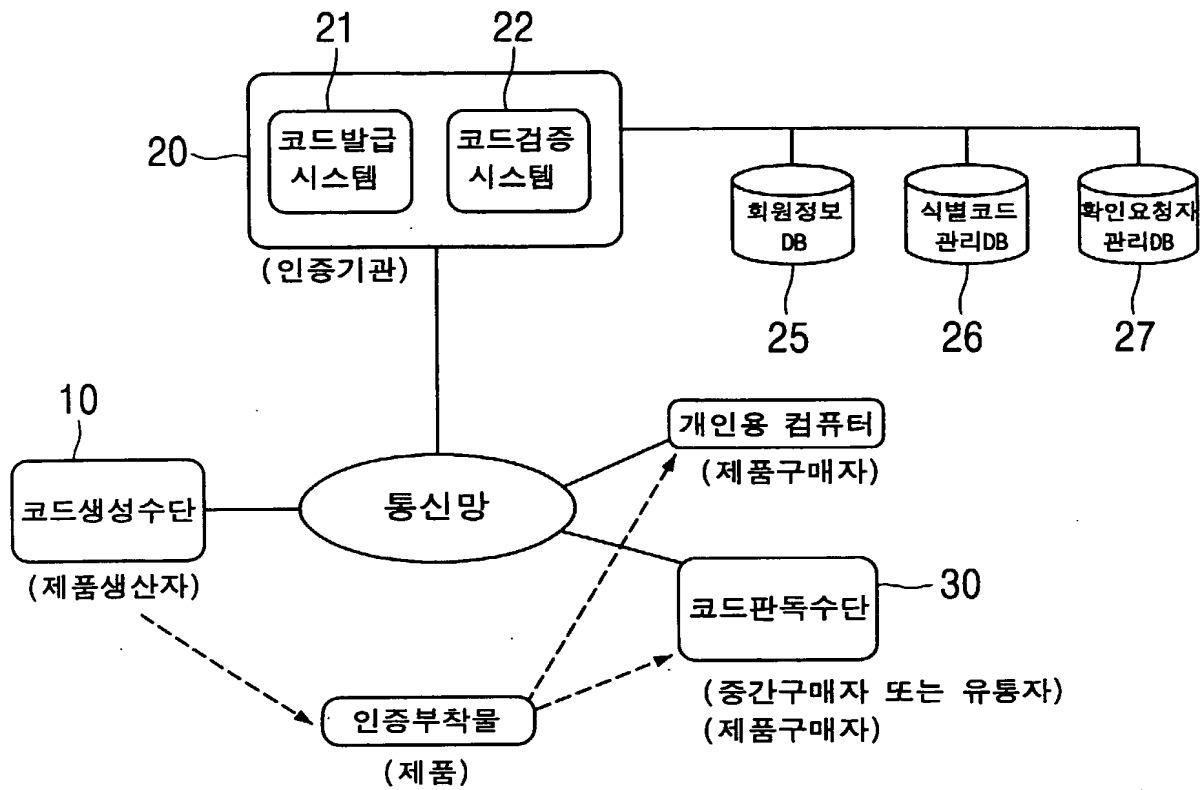 21
22
20
코드발급
시스템
코드검증
시스템
(인증기관)
회원정보
DB
식별코드
관리DB
확인요청자
관리DB
25
26
27
10
코드생성수단
(제품생산자)
통신망
개인용 컴퓨터
(제품구매자)
코드판독수단
30
(중간구매자 또는 유통자)
(제품구매자)
인증부착물
(제품)